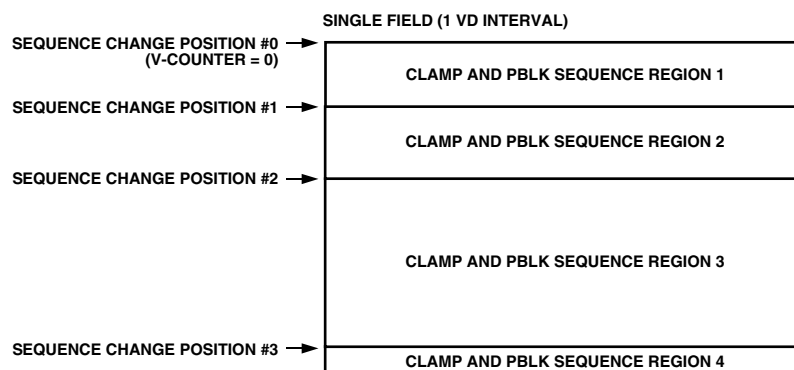 SINGLE FIELD (1 VD INTERVAL)
SEQUENCE CHANGE POSITION #0
(V-COUNTER = 0)
CLAMP AND PBLK SEQUENCE REGION 1
SEQUENCE CHANGE POSITION #1
CLAMP AND PBLK SEQUENCE REGION 2
SEQUENCE CHANGE POSITION #2
CLAMP AND PBLK SEQUENCE REGION 3
SEQUENCE CHANGE POSITION #3
CLAMP AND PBLK SEQUENCE REGION 4